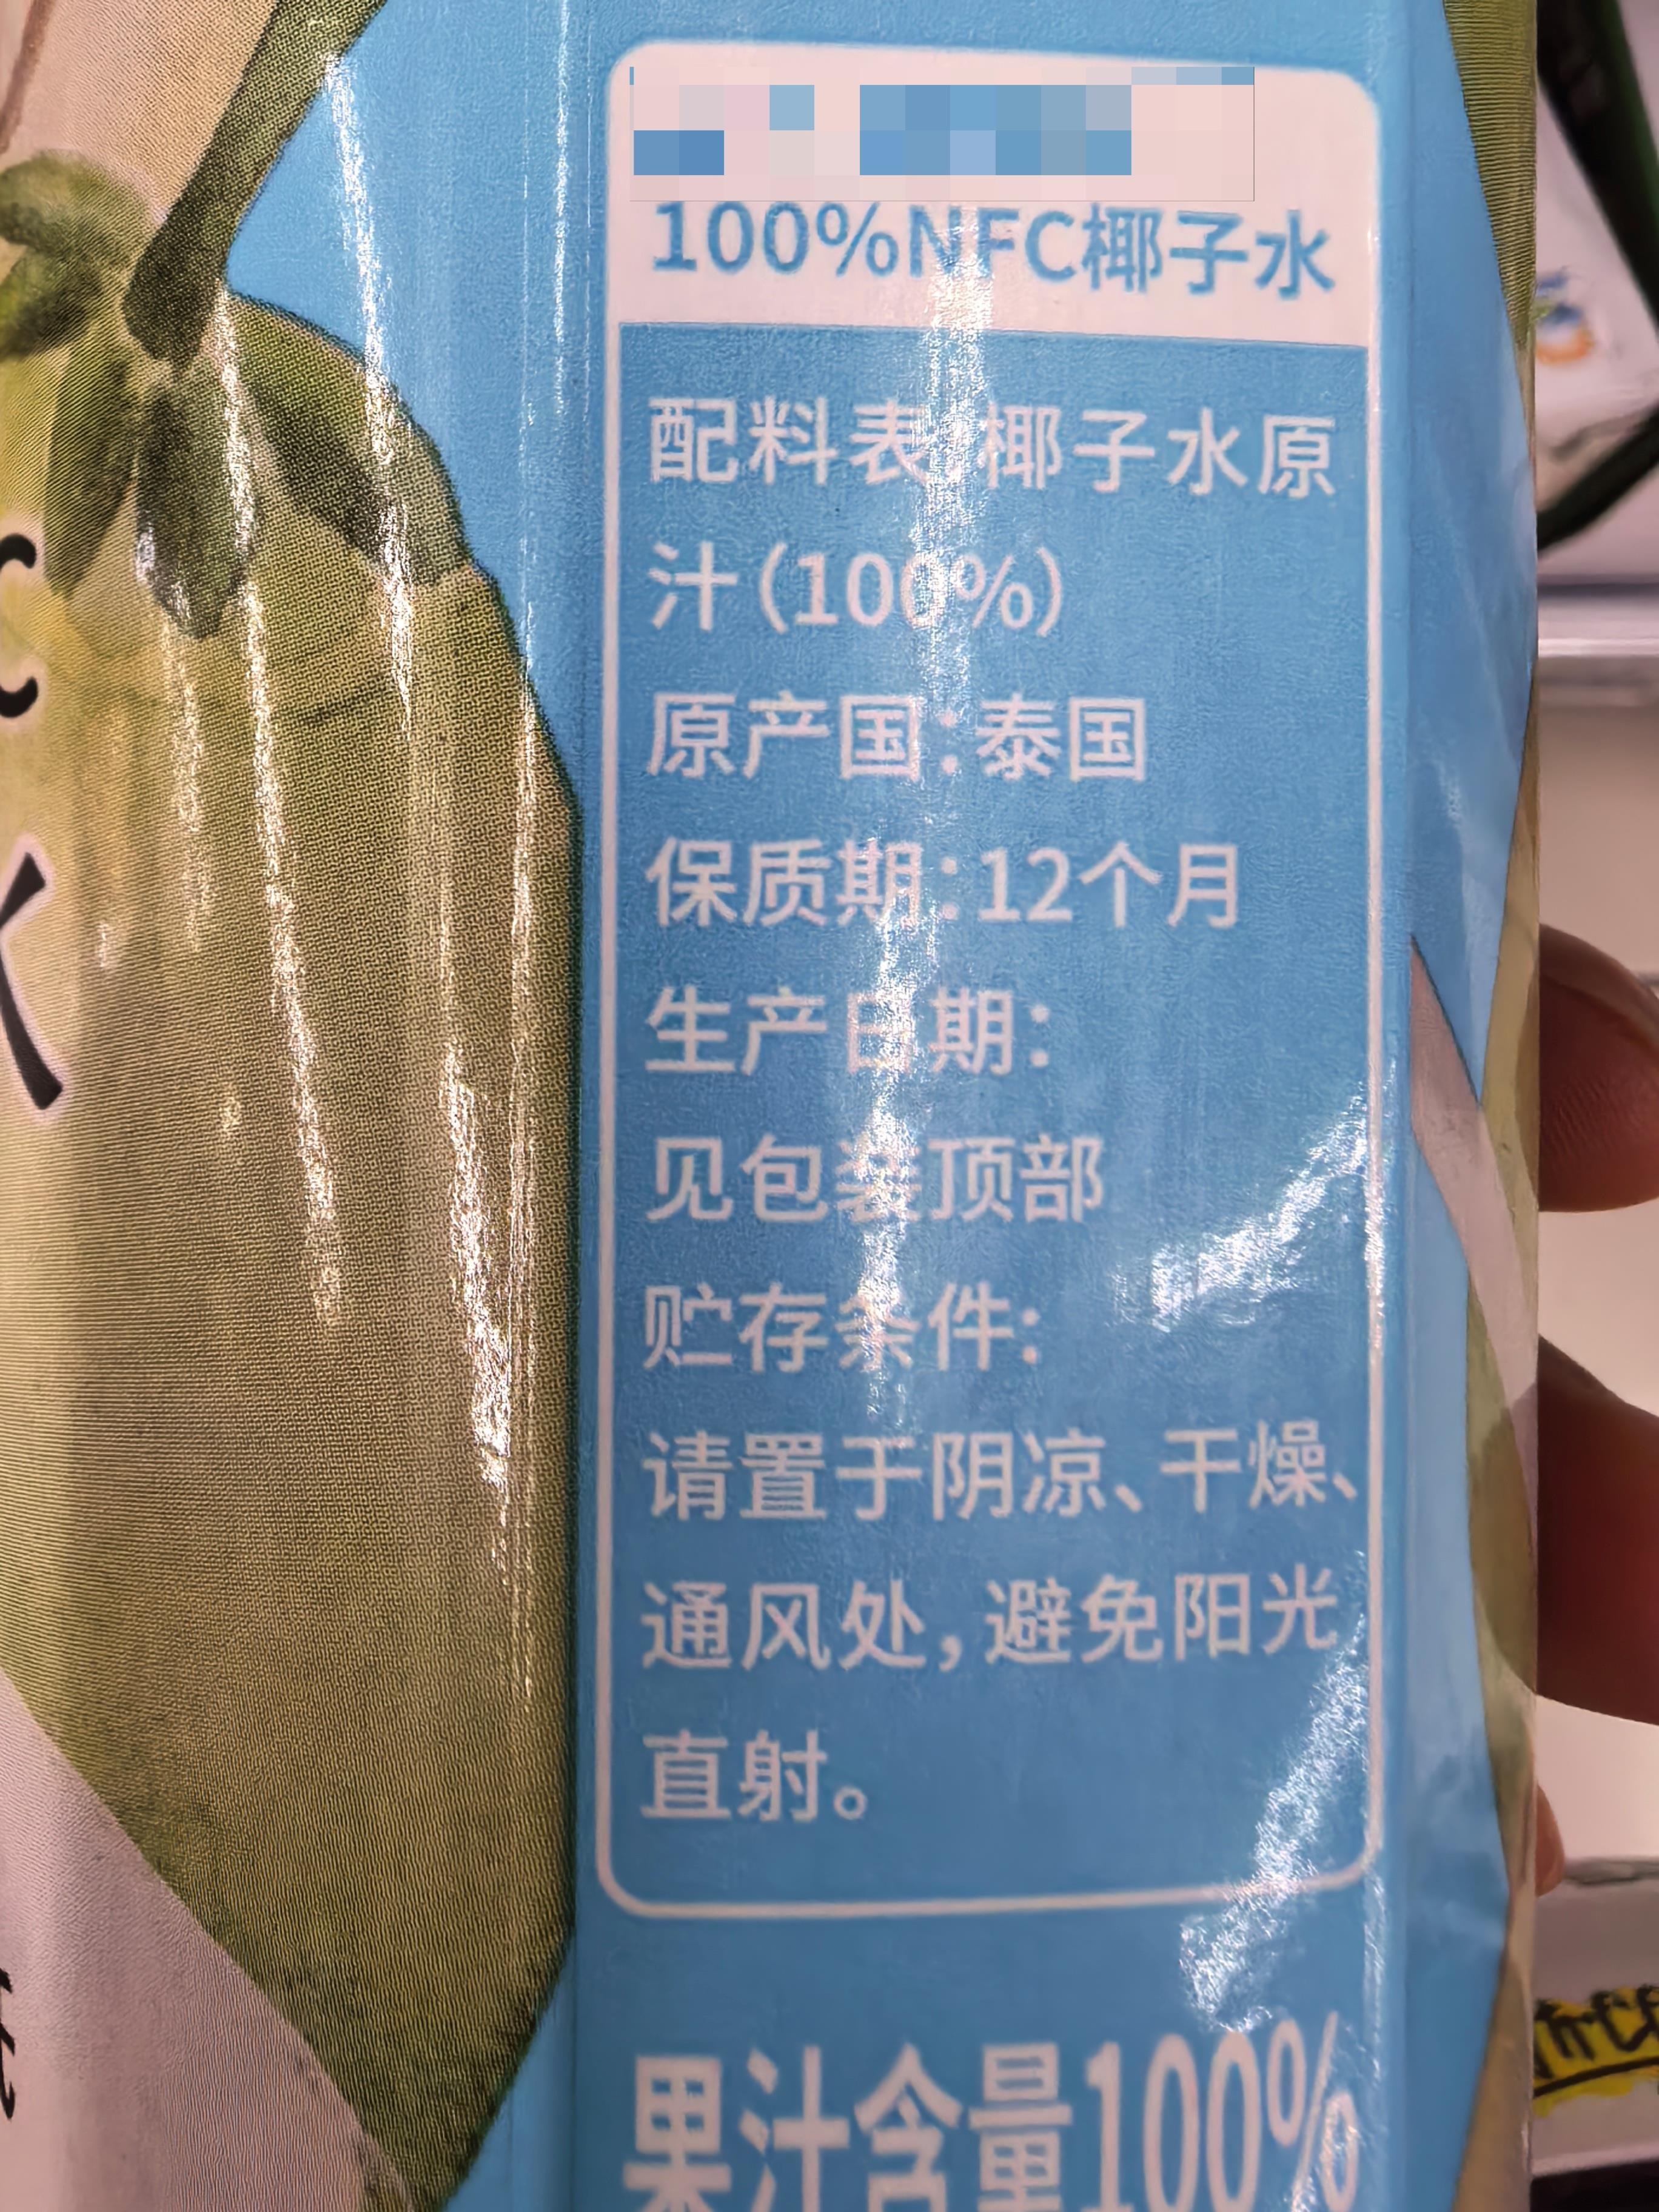 100%NFC椰子水
配料表:椰子水原
汁(100%)
原产国:泰国
保质期:12个月
生产日期:
见包装顶部
贮存条件:
请置于阴凉、干燥、
通风处,避免阳光
直射。
果汁含量100%